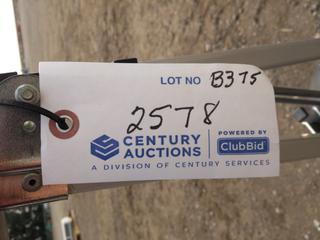 LOT NO B375
2578
CENTURY AUCTIONS
POWERED BY
ClubBid
A DIVISION OF CENTURY SERVICES